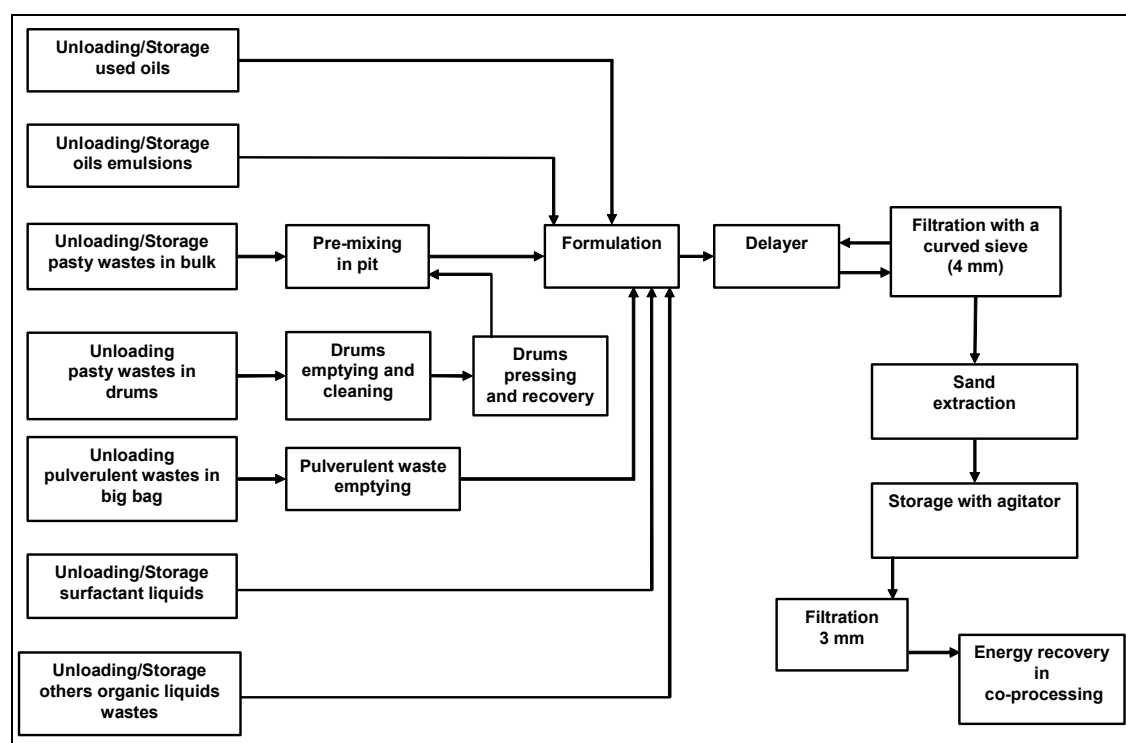 Unloading/Storage
used oils
Unloading/Storage
oils emulsions
Unloading/Storage
pasty wastes in bulk
Pre-mixing
in pit
Formulation
Delayer
Filtration with a
curved sieve
(4 mm)
Unloading
pasty wastes in
drums
Drums
emptying and
cleaning
Drums
pressing
and recovery
Sand
extraction
Unloading
pulverulent wastes in
big bag
Pulverulent waste
emptying
Storage with agitator
Unloading/Storage
surfactant liquids
Filtration
3 mm
Unloading/Storage
others organic liquids
wastes
Energy recovery
in
co-processing